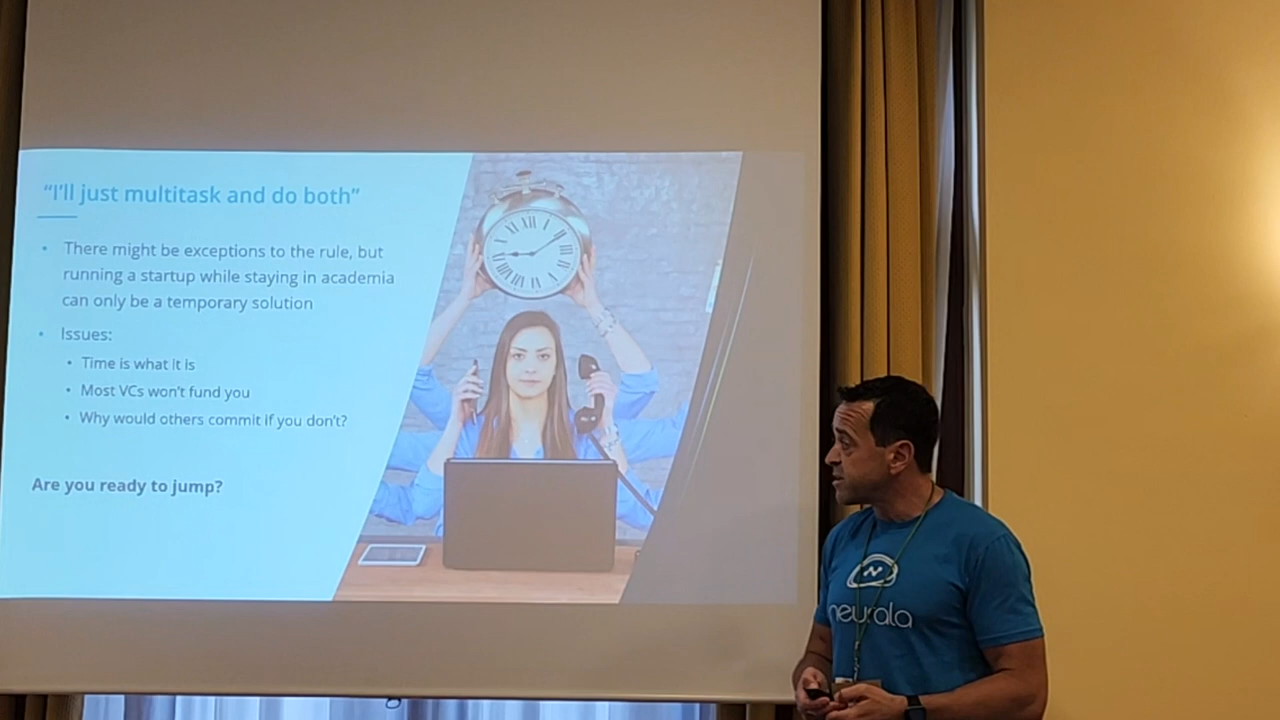 “I’ll just multitask and do both”
• There might be exceptions to the rule, but
running a startup while staying in academia
can only be a temporary solution
• Issues:
• Time is what it is
• Most VCs won’t fund you
• Why would others commit if you don’t?
Are you ready to jump?
XII
neurala